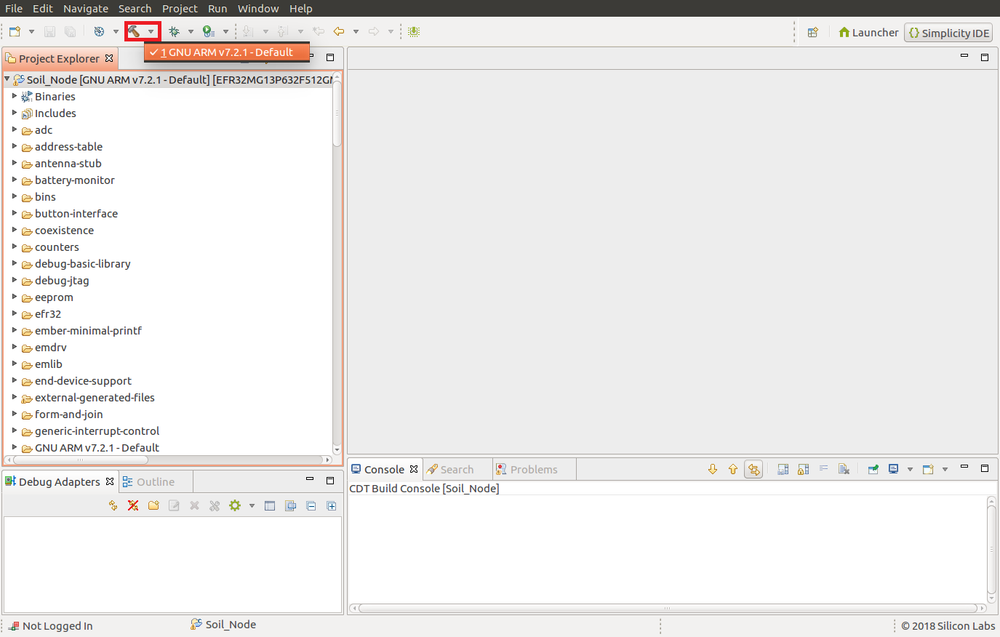 File Edit Navigate Search Project Run Window Help
Launcher Simplicity IDE
1 GNU ARM v7.2.1 - Default
Project Explorer
Soil_Node [GNU ARM v7.2.1 - Default] [EFR32MG13P632F512GM
Binaries
Includes
adc
address-table
antenna-stub
battery-monitor
bins
button-interface
coexistence
counters
debug-basic-library
debug-jtag
eeprom
efr32
ember-minimal-printf
emdrv
emlib
end-device-support
external-generated-files
form-and-join
generic-interrupt-control
GNU ARM v7.2.1 - Default
Console Search Problems
CDT Build Console [Soil_Node]
Debug Adapters Outline
Not Logged In Soil_Node © 2018 Silicon Labs